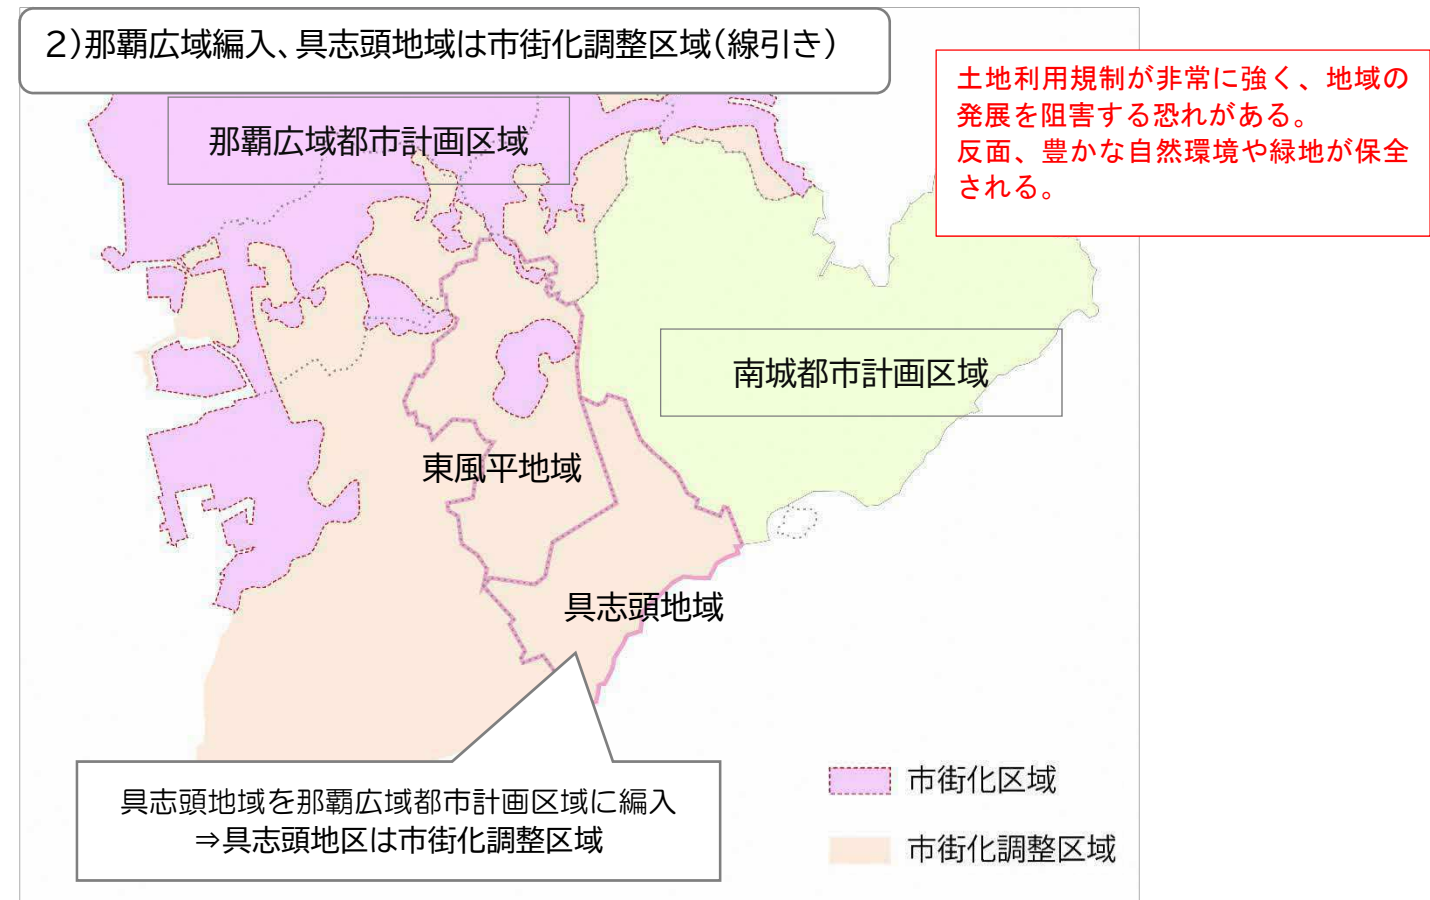 2)那覇広域編入、具志頭地域は市街化調整区域(線引き)
土地利用規制が非常に強く、地域の
発展を阻害する恐れがある。
反面、豊かな自然環境や緑地が保全
される。
那覇広域都市計画区域
南城都市計画区域
東風平地域
具志頭地域
具志頭地域を那覇広域都市計画区域に編入
⇒具志頭地区は市街化調整区域
市街化区域
市街化調整区域